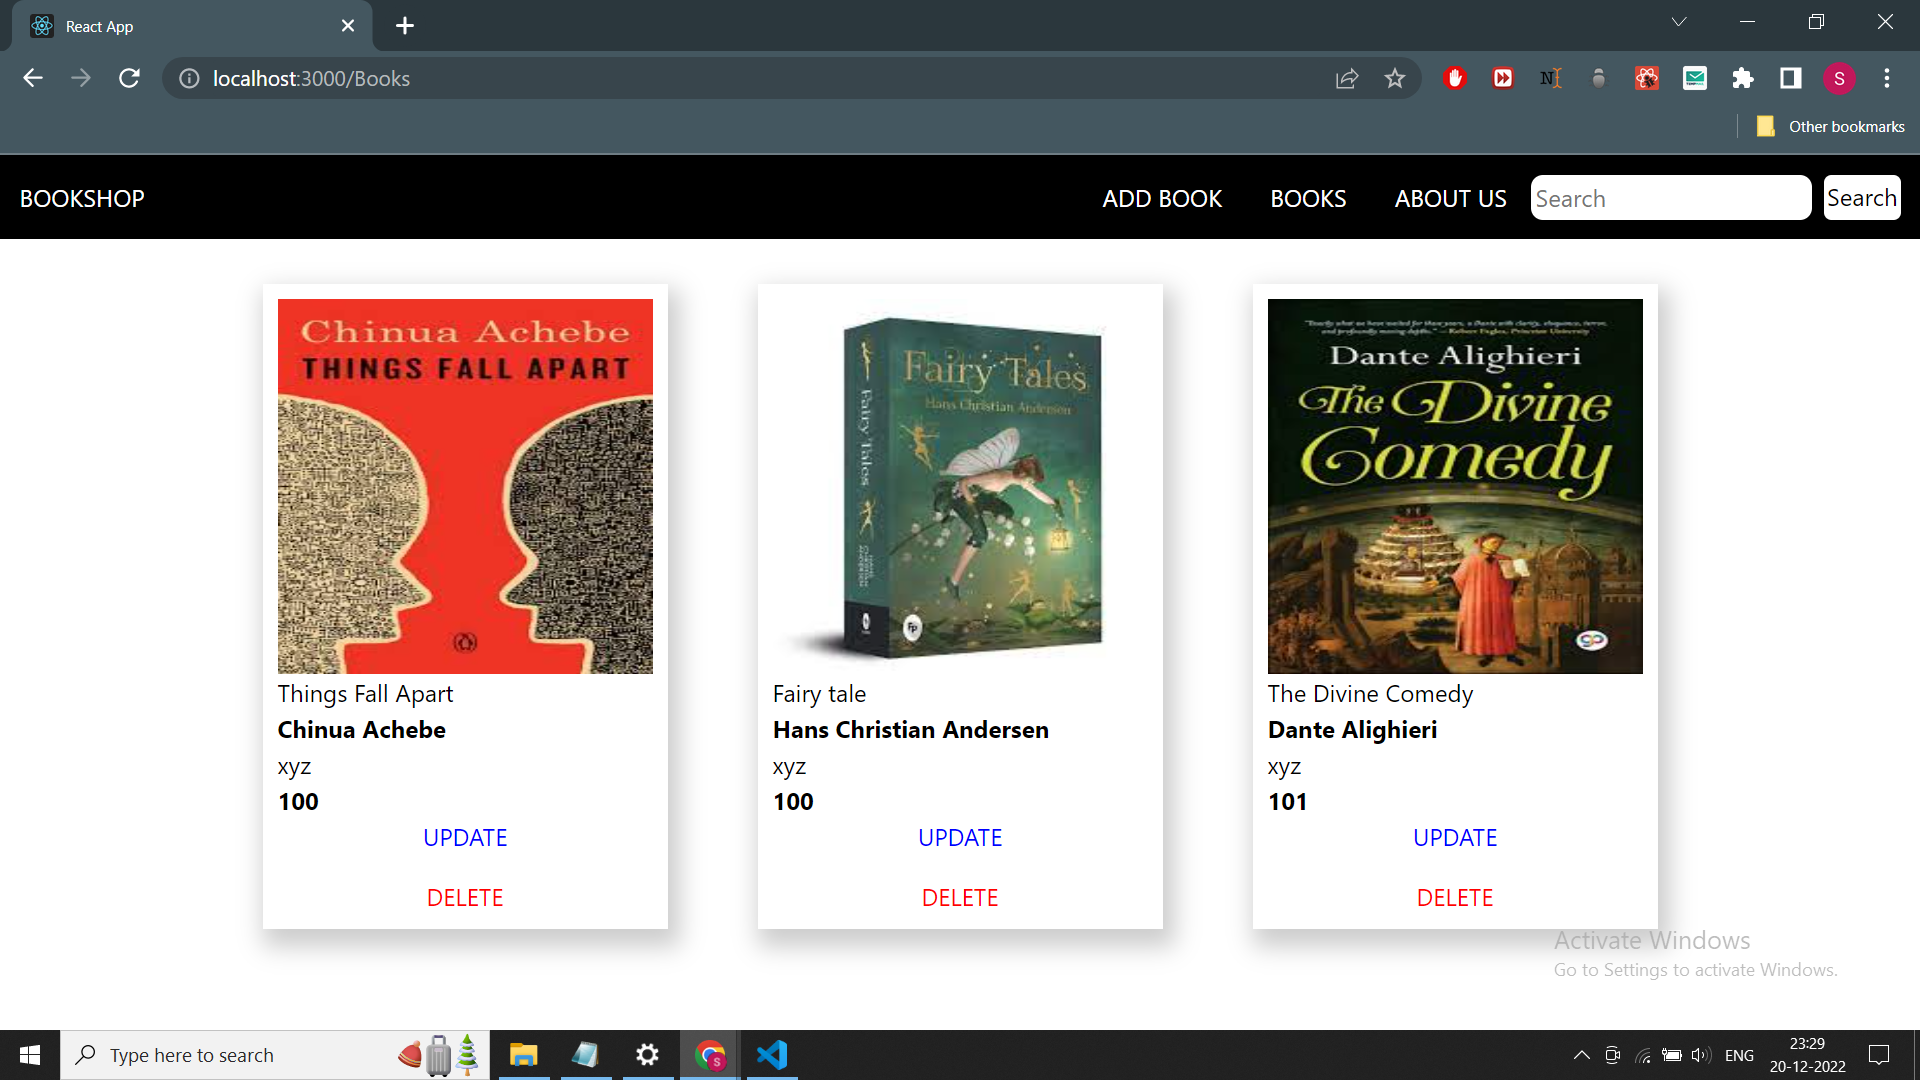 React App
localhost:3000/Books
S
Other bookmarks
BOOKSHOP
ADD BOOK
BOOKS
ABOUT US
Search
Search
Chinua Achebe
THINGS FALL APART
Things Fall Apart
Chinua Achebe
xyz
100
UPDATE
DELETE
Fairy Tales
Hans Christian Andersen
Fairy Tales
Fp
Fairy tale
Hans Christian Andersen
xyz
100
UPDATE
DELETE
Dante Alighieri
The Divine
Comedy
The Divine Comedy
Dante Alighieri
xyz
101
UPDATE
DELETE
Activate Windows
Go to Settings to activate Windows.
Type here to search
S
ENG
23:29
20-12-2022